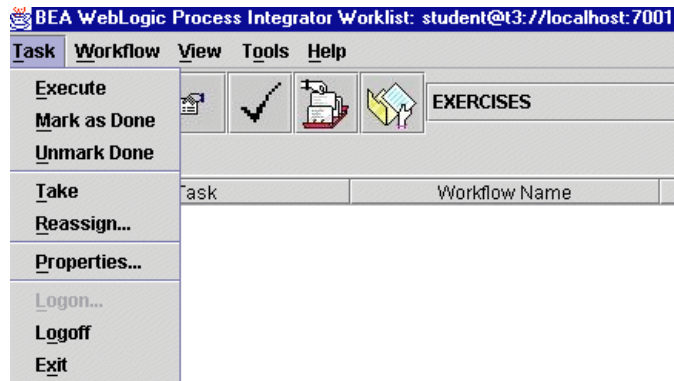 BEA WebLogic Process Integrator Worklist: student@t3://localhost:7001
Task Workflow View Tools Help
Execute
Mark as Done
Unmark Done
EXERCISES
Take
Reassign...
Task Workflow Name
Properties...
Logon...
Logoff
Exit